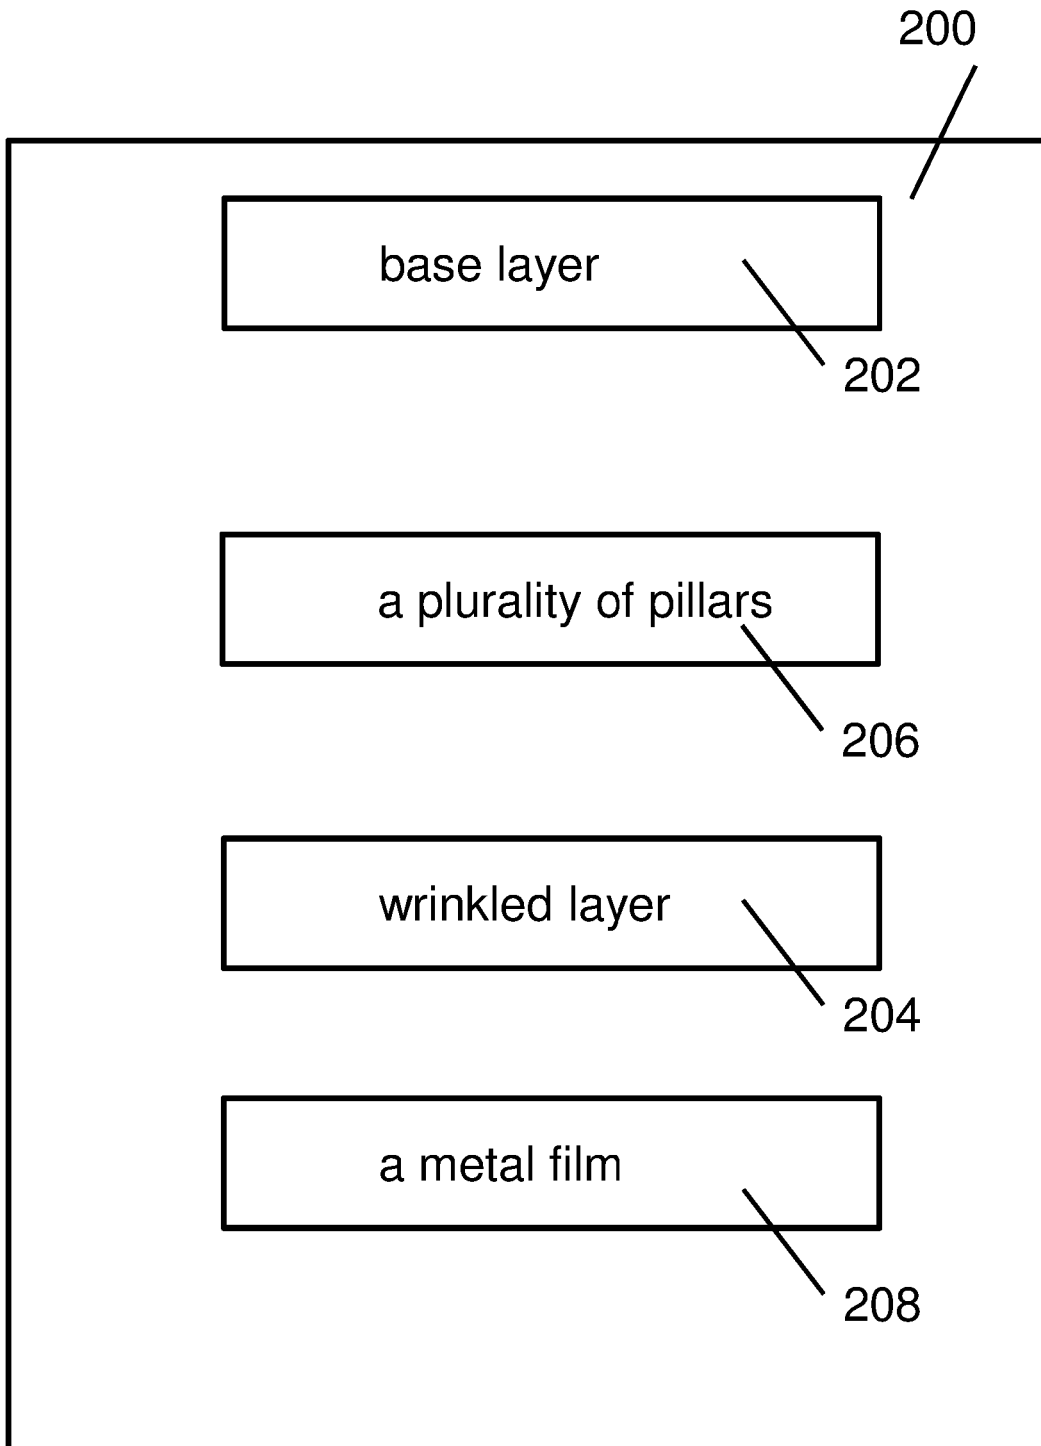 200
base layer
202
a plurality of pillars
206
wrinkled layer
204
a metal film
208